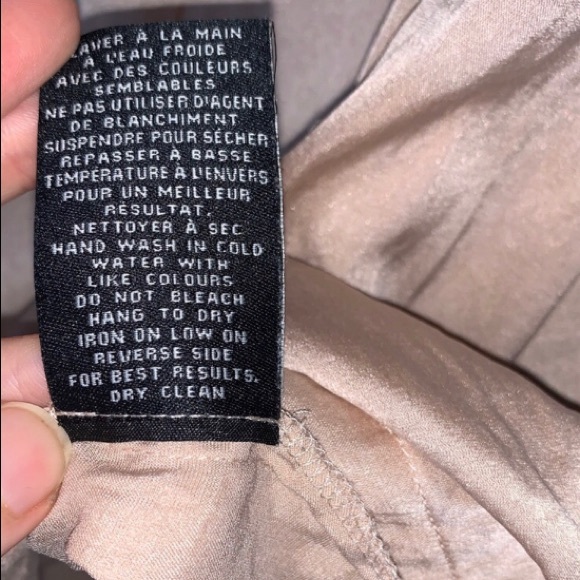 LAVER À LA MAIN
À L'EAU FROIDE
AVEC DES COULEURS
SEMBLABLES
NE PAS UTILISER D'AGENT
DE BLANCHIMENT
SUSPENDRE POUR SÉCHER
REPASSER À BASSE
TEMPÉRATURE À L'ENVERS
POUR UN MEILLEUR
RÉSULTAT,
NETTOYER À SEC
HAND WASH IN COLD
WATER WITH
LIKE COLOURS
DO NOT BLEACH
HANG TO DRY
IRON ON LOW ON
REVERSE SIDE
FOR BEST RESULTS,
DRY CLEAN